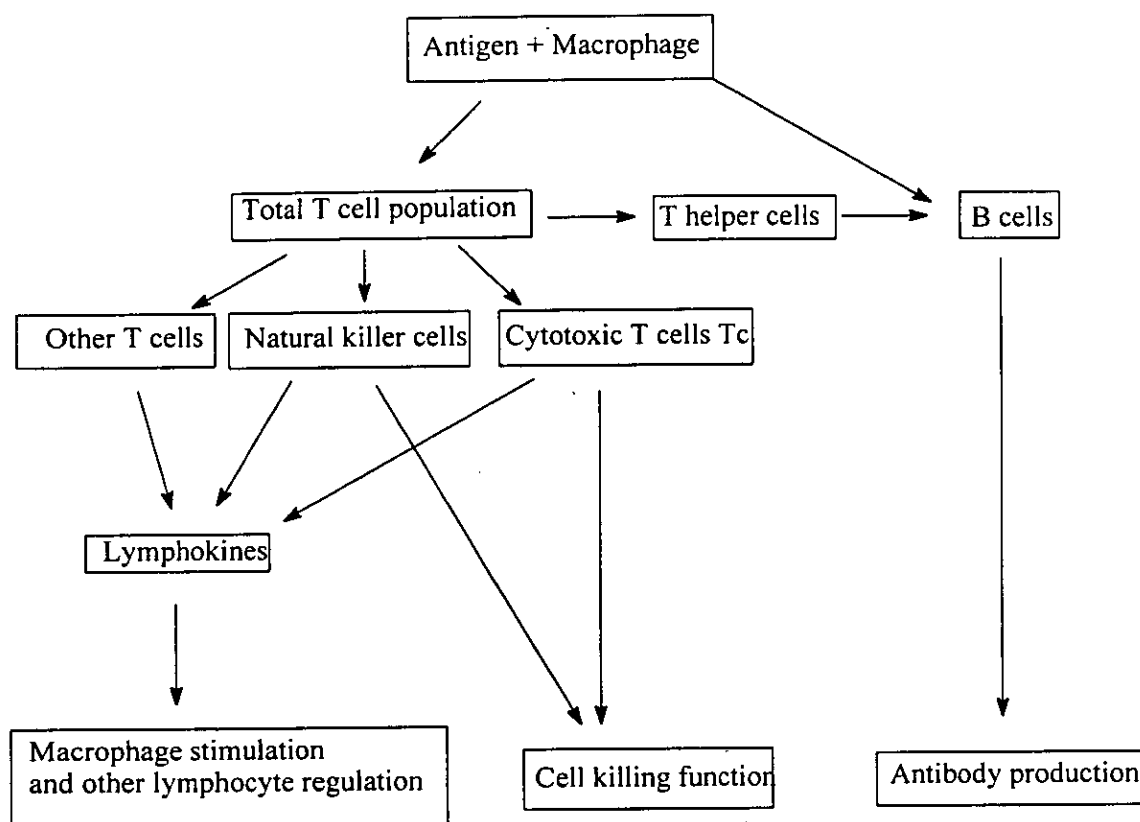 Antigen + Macrophage
Total T cell population
T helper cells
B cells
Other T cells
Natural killer cells
Cytotoxic T cells Tc
Lymphokines
Macrophage stimulation
and other lymphocyte regulation
Cell killing function
Antibody production